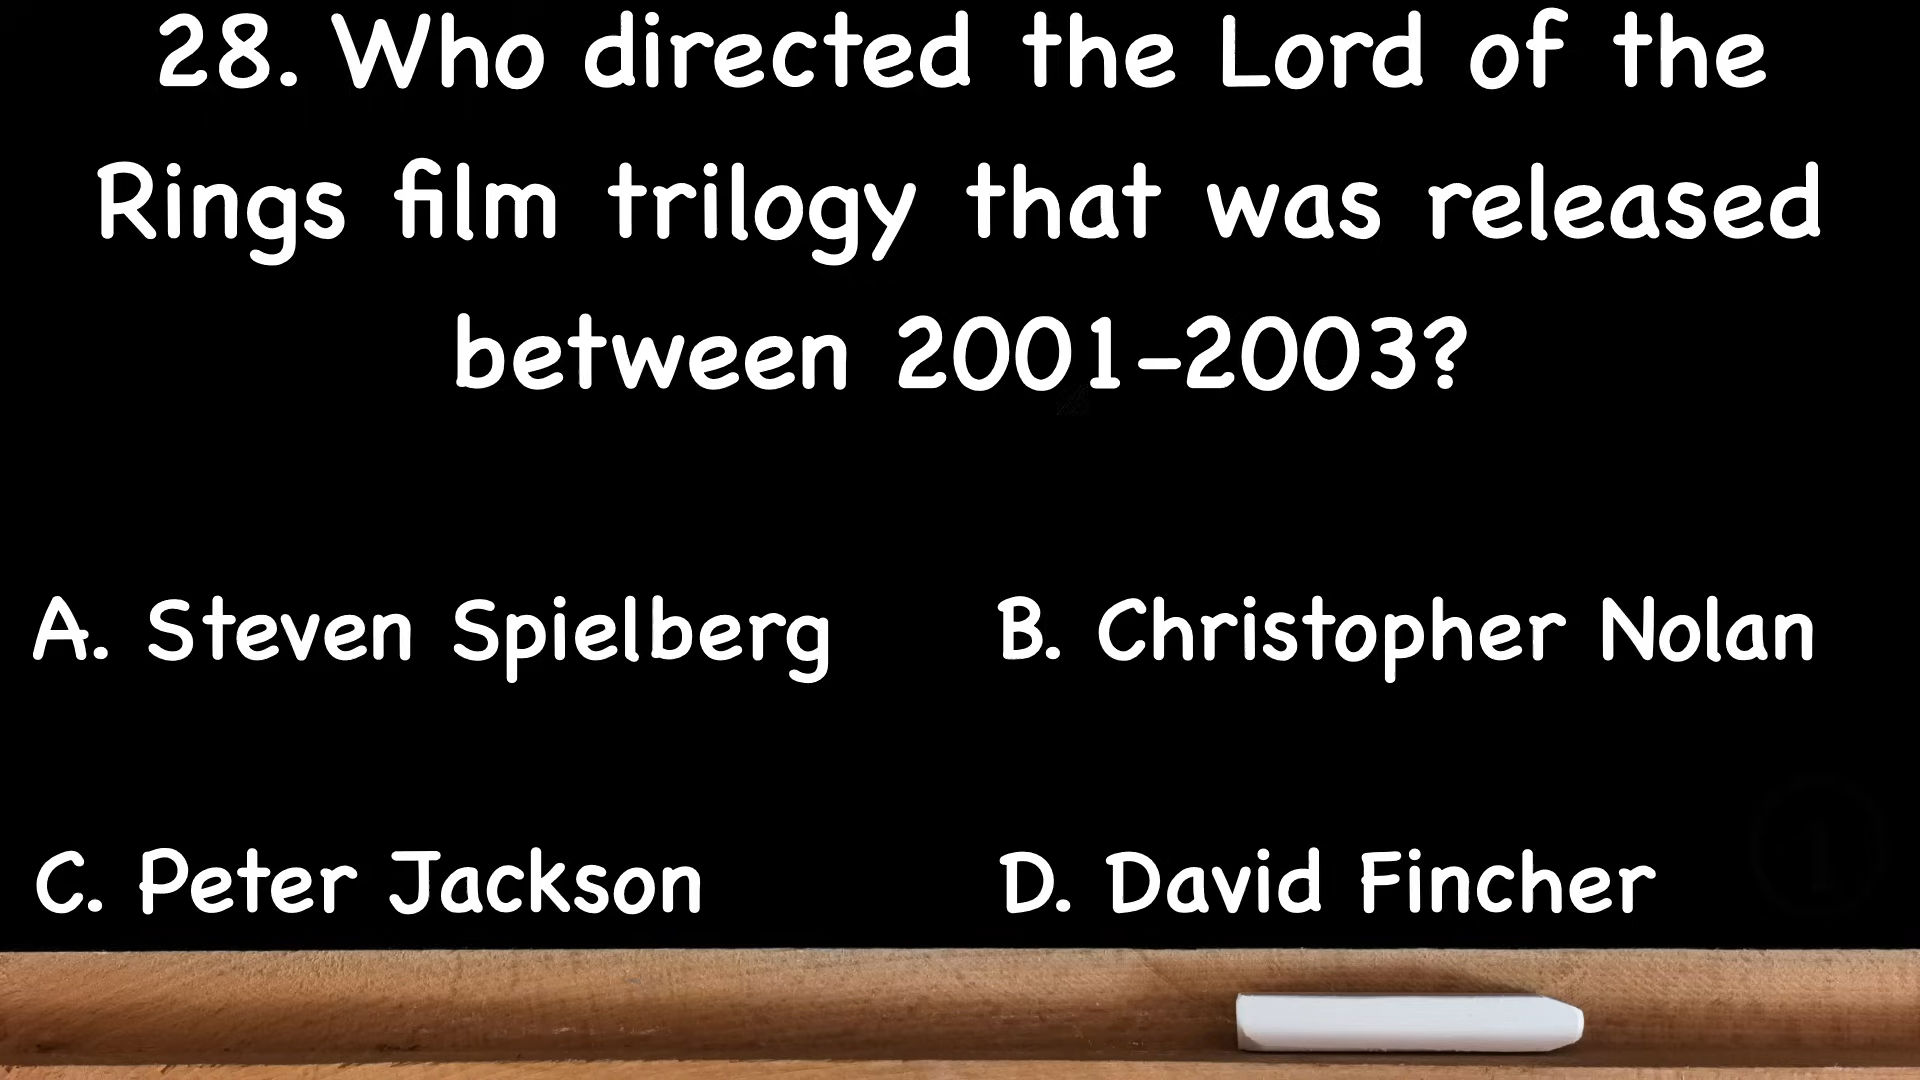 28. Who directed the Lord of the
Rings film trilogy that was released
between 2001-2003?
A. Steven Spielberg
B. Christopher Nolan
C. Peter Jackson
D. David Fincher